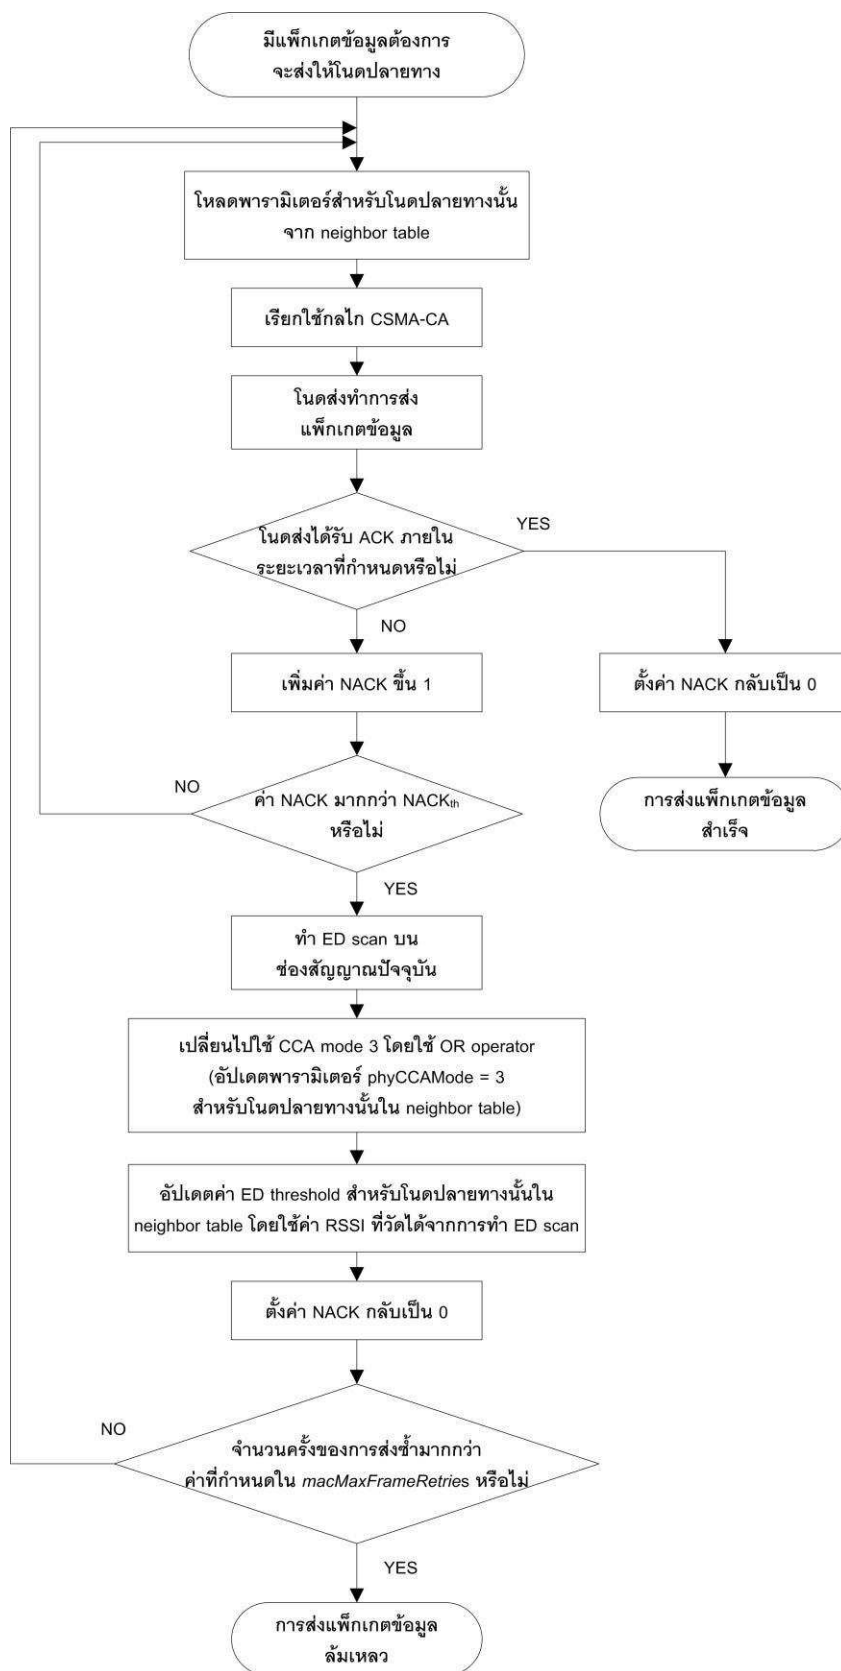 มีแพ็กเกตข้อมูลต้องการ
จะส่งให้โนดปลายทาง
โหลดพารามิเตอร์สำหรับโนดปลายทางนั้น
จาก neighbor table
เรียกใช้กลไก CSMA-CA
โนดส่งทำการส่ง
แพ็กเกตข้อมูล
โนดส่งได้รับ ACK ภายใน
ระยะเวลาที่กำหนดหรือไม่
YES
NO
เพิ่มค่า NACK ขึ้น 1
ตั้งค่า NACK กลับเป็น 0
NO
ค่า NACK มากกว่า NACKth
หรือไม่
การส่งแพ็กเกตข้อมูล
สำเร็จ
YES
ทำ ED scan บน
ช่องสัญญาณปัจจุบัน
เปลี่ยนไปใช้ CCA mode 3 โดยใช้ OR operator
(อัปเดตพารามิเตอร์ phyCCAMode = 3
สำหรับโนดปลายทางนั้นใน neighbor table)
อัปเดตค่า ED threshold สำหรับโนดปลายทางนั้นใน
neighbor table โดยใช้ค่า RSSI ที่วัดได้จากการทำ ED scan
ตั้งค่า NACK กลับเป็น 0
NO
จำนวนครั้งของการส่งซ้ำมากกว่า
ค่าที่กำหนดใน macMaxFrameRetries หรือไม่
YES
การส่งแพ็กเกตข้อมูล
ล้มเหลว